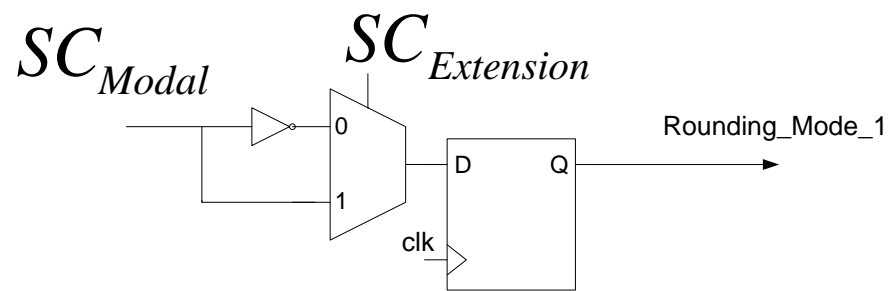 SC_Modal
SC_Extension
0
Rounding_Mode_1
D
Q
1
clk